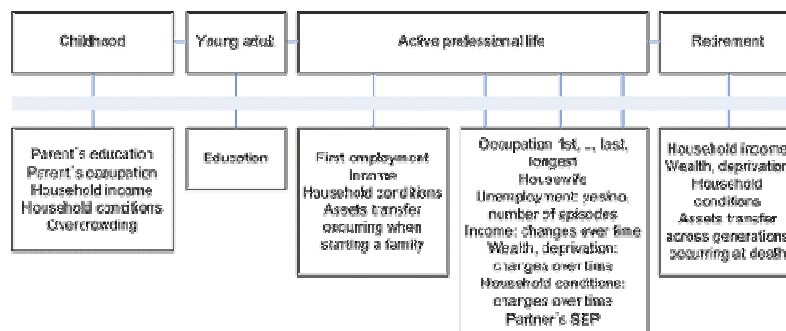 Childhood
Young adult
Active professional life
Retirement
Parent's education
Parent's occupation
Household income
Household conditions
Overcrowding
Education
First employment
Income
Household conditions
Assets transfer
occurring when
starting a family
Occupation 1st, .., last,
longest
Housewife
Unemployment: yes/no,
number of episodes
Income: changes over time
Wealth, deprivation:
changes over time
Household conditions:
changes over time
Partner's SEP
Household income
Wealth, deprivation
Household
conditions
Assets transfer
across generations
occurring at death